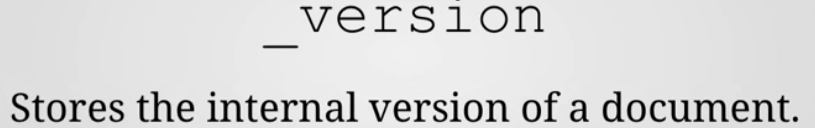 _version
Stores the internal version of a document.